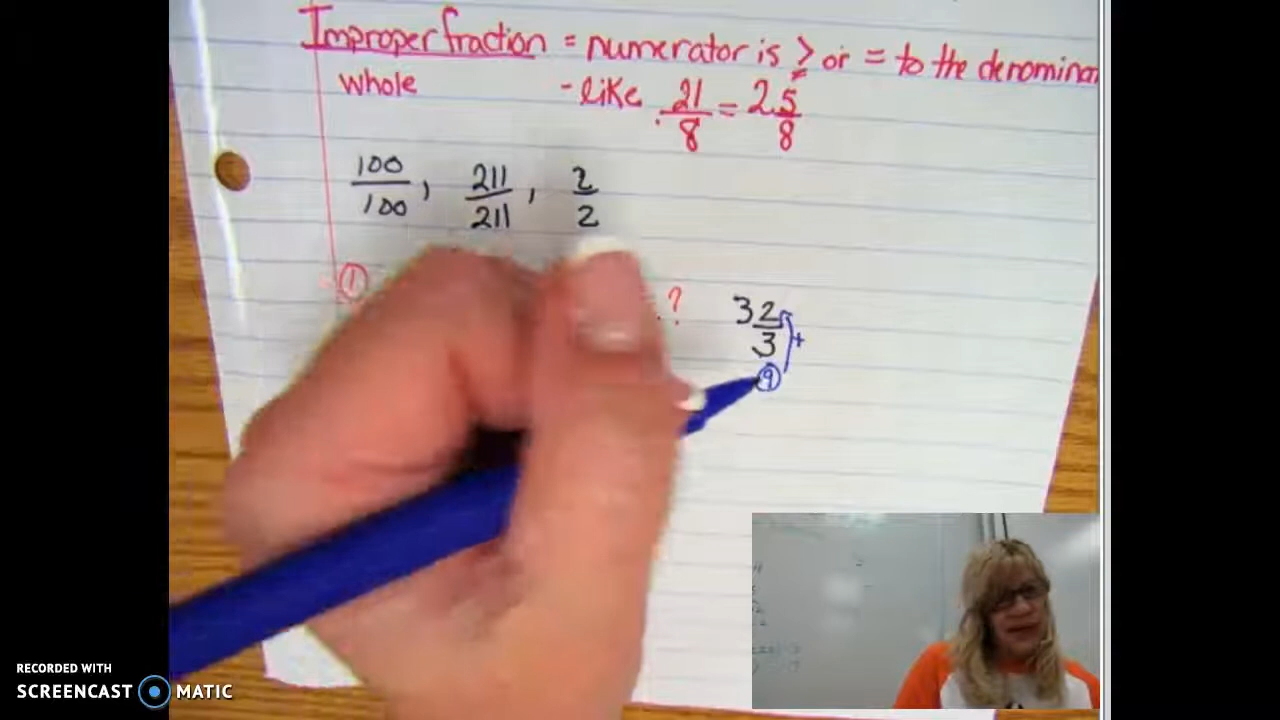 Improper fraction = numerator is > or = to the denomina
whole - like 21/8 = 2 5/8
100/100, 211/211, 2/2
① ? 3 2/3 +
⑨
RECORDED WITH
SCREENCAST MATIC